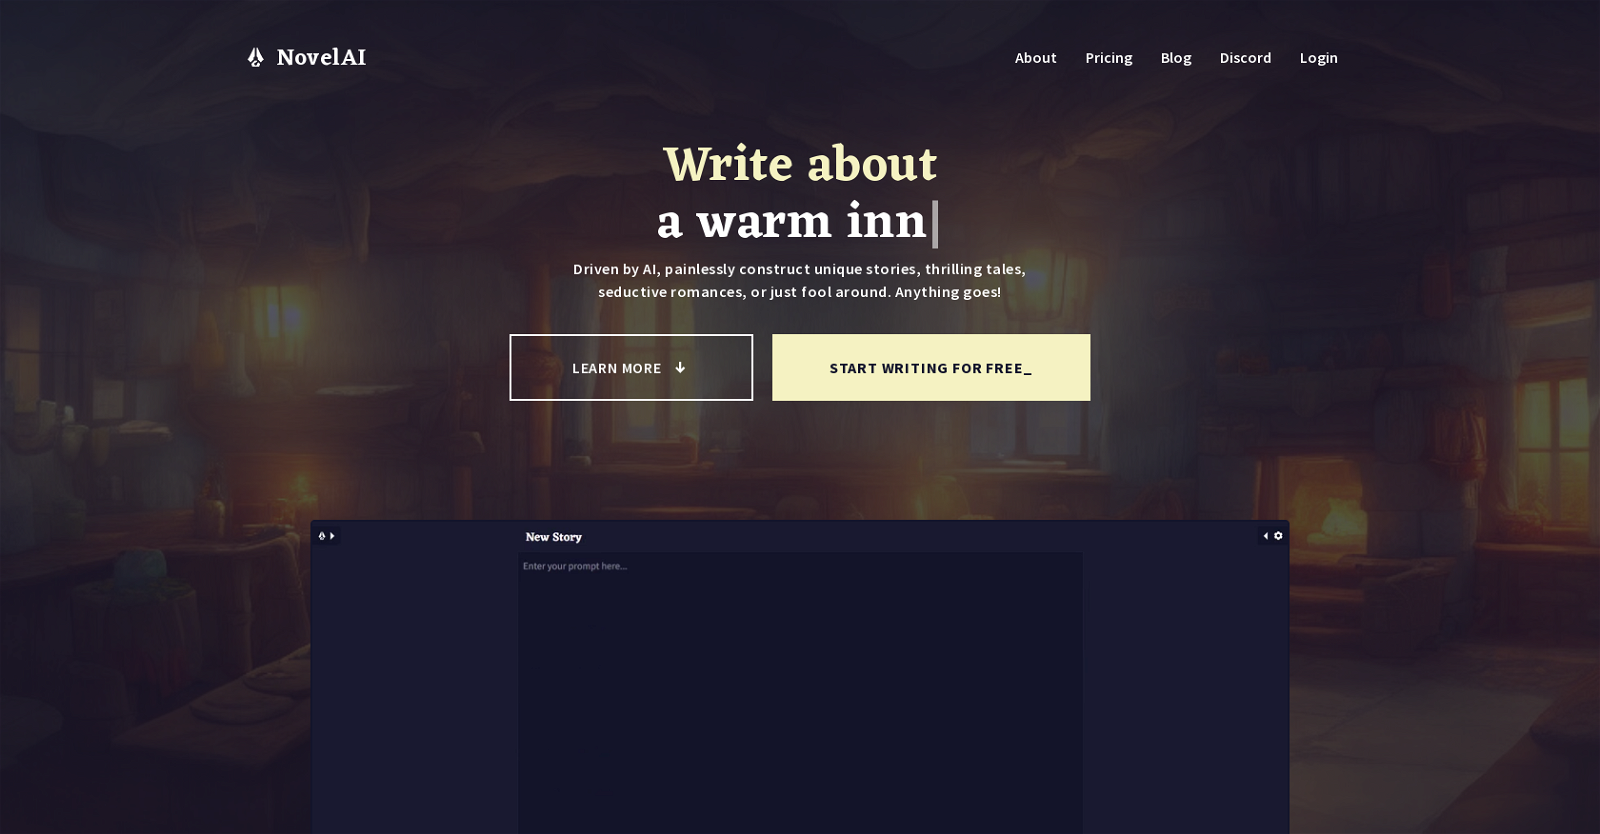 NovelAI
About Pricing Blog Discord Login
Write about
a warm inn
Driven by AI, painlessly construct unique stories, thrilling tales,
seductive romances, or just fool around. Anything goes!
LEARN MORE
START WRITING FOR FREE_
New Story
Enter your prompt here...